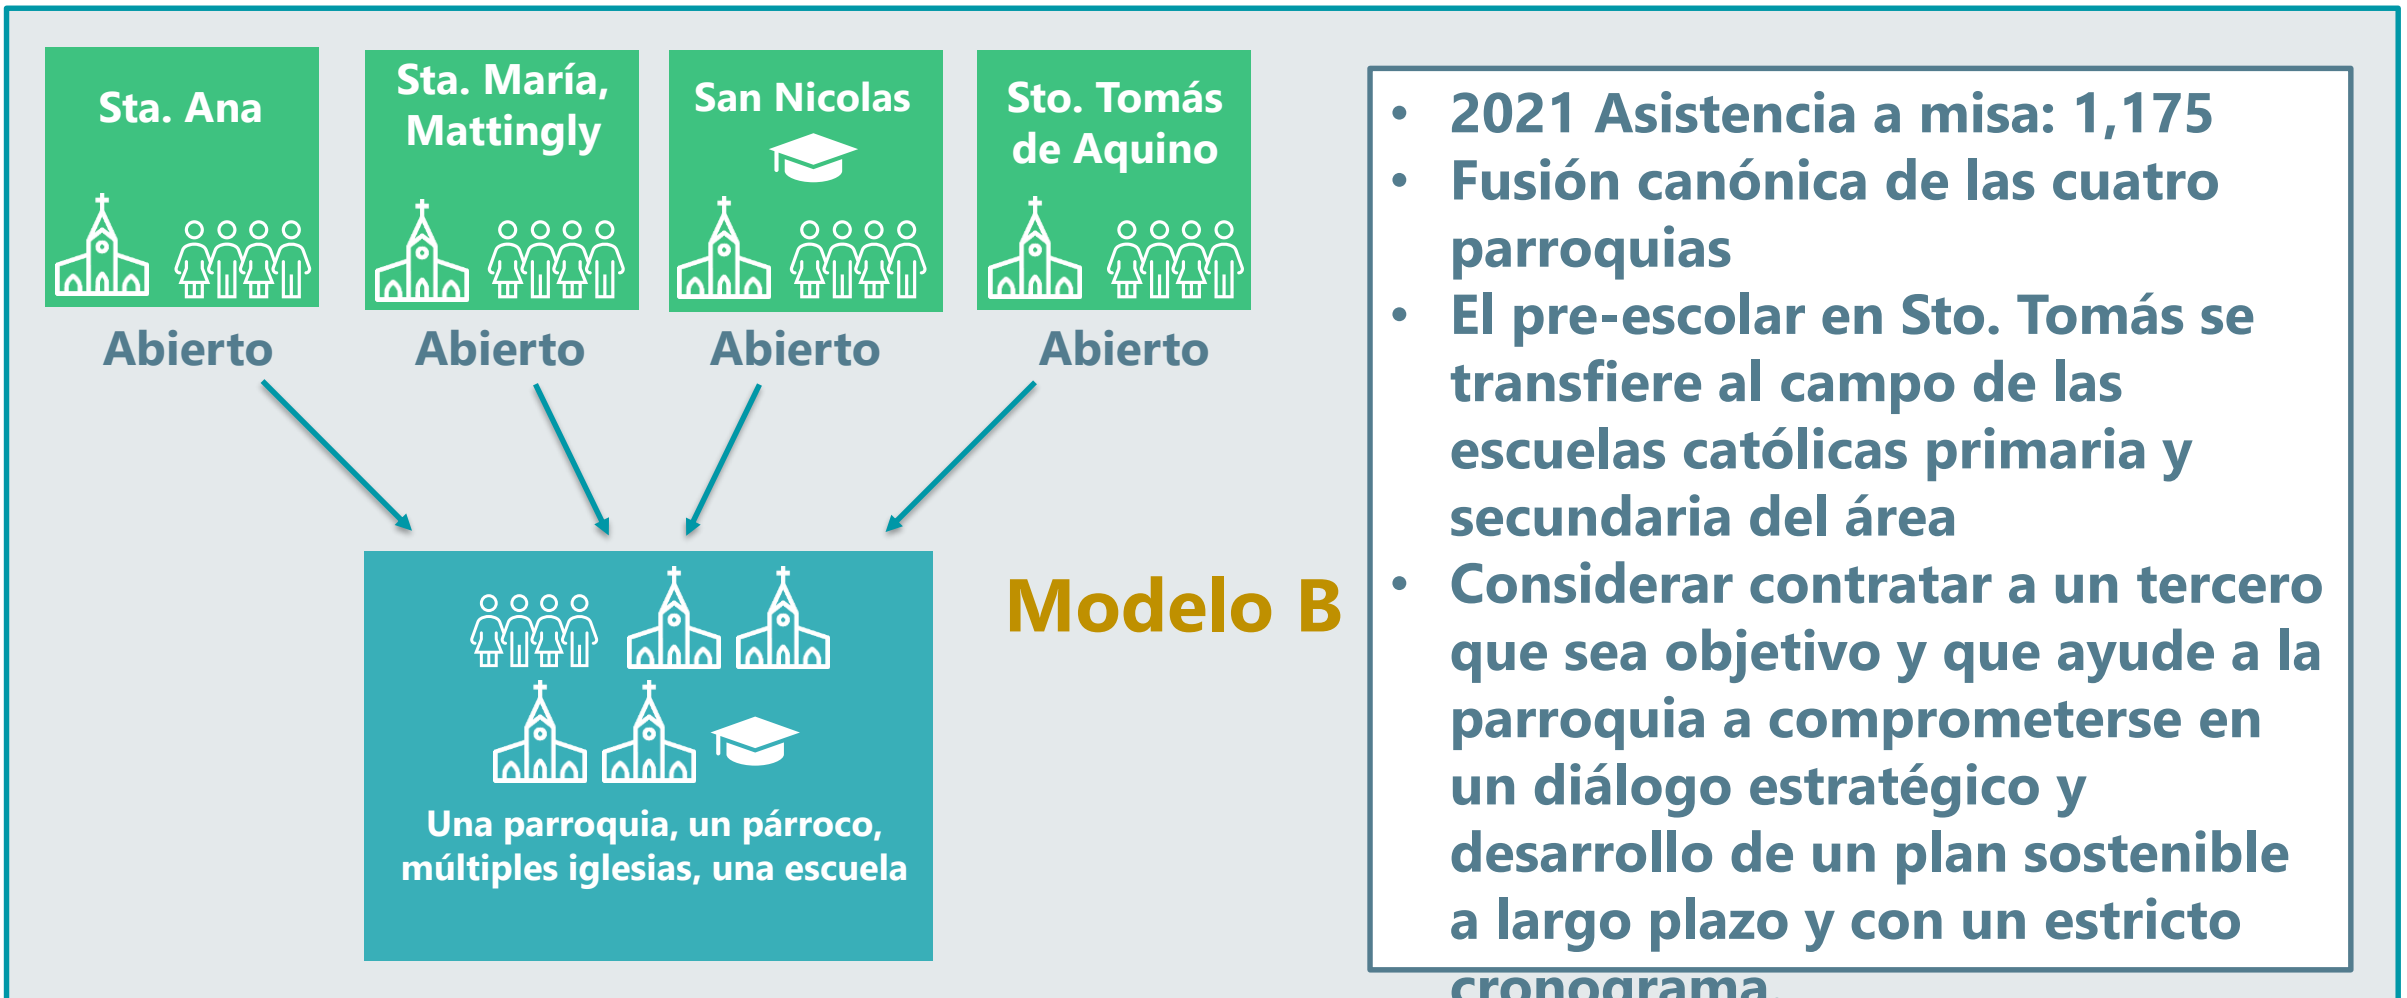 Sta. Ana
Sta. María,
Mattingly
San Nicolas
Sto. Tomás
de Aquino
Abierto
Abierto
Abierto
Abierto
Una parroquia, un párroco,
múltiples iglesias, una escuela
Modelo B
• 2021 Asistencia a misa: 1,175
• Fusión canónica de las cuatro
parroquias
• El pre-escolar en Sto. Tomás se
transfiere al campo de las
escuelas católicas primaria y
secundaria del área
• Considerar contratar a un tercero
que sea objetivo y que ayude a la
parroquia a comprometerse en
un diálogo estratégico y
desarrollo de un plan sostenible
a largo plazo y con un estricto
cronograma.